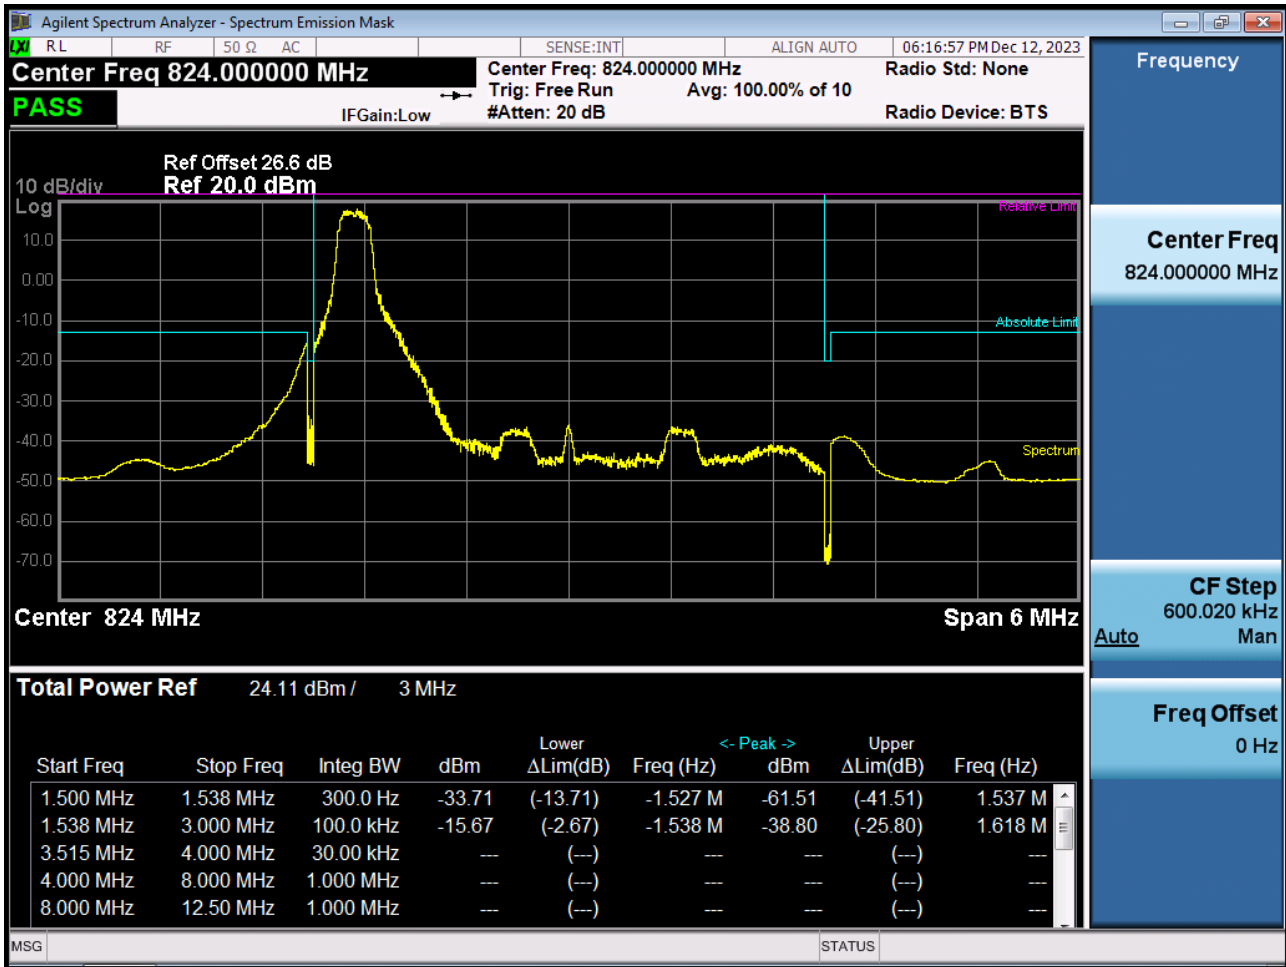 Agilent Spectrum Analyzer - Spectrum Emission Mask
LXI RL RF 50 Ω AC SENSE:INT ALIGN AUTO 06:16:57 PM Dec 12, 2023
Center Freq 824.000000 MHz
Center Freq: 824.000000 MHz
Radio Std: None
Trig: Free Run
Avg: 100.00% of 10
PASS
IFGain:Low
#Atten: 20 dB
Radio Device: BTS
Ref Offset 26.6 dB
10 dB/div
Ref 20.0 dBm
Log
Relative Limit
10.0
0.00
-10.0
Absolute Limit
-20.0
-30.0
-40.0
Spectrum
-50.0
-60.0
-70.0
Center 824 MHz
Span 6 MHz
Total Power Ref 24.11 dBm / 3 MHz
Lower <- Peak -> Upper
Start Freq Stop Freq Integ BW dBm ΔLim(dB) Freq (Hz) dBm ΔLim(dB) Freq (Hz)
1.500 MHz 1.538 MHz 300.0 Hz -33.71 (-13.71) -1.527 M -61.51 (-41.51) 1.537 M
1.538 MHz 3.000 MHz 100.0 kHz -15.67 (-2.67) -1.538 M -38.80 (-25.80) 1.618 M
3.515 MHz 4.000 MHz 30.00 kHz --- (---) --- --- (---) ---
4.000 MHz 8.000 MHz 1.000 MHz --- (---) --- --- (---) ---
8.000 MHz 12.50 MHz 1.000 MHz --- (---) --- --- (---) ---
MSG
STATUS
Frequency
Center Freq
824.000000 MHz
CF Step
600.020 kHz
Auto Man
Freq Offset
0 Hz